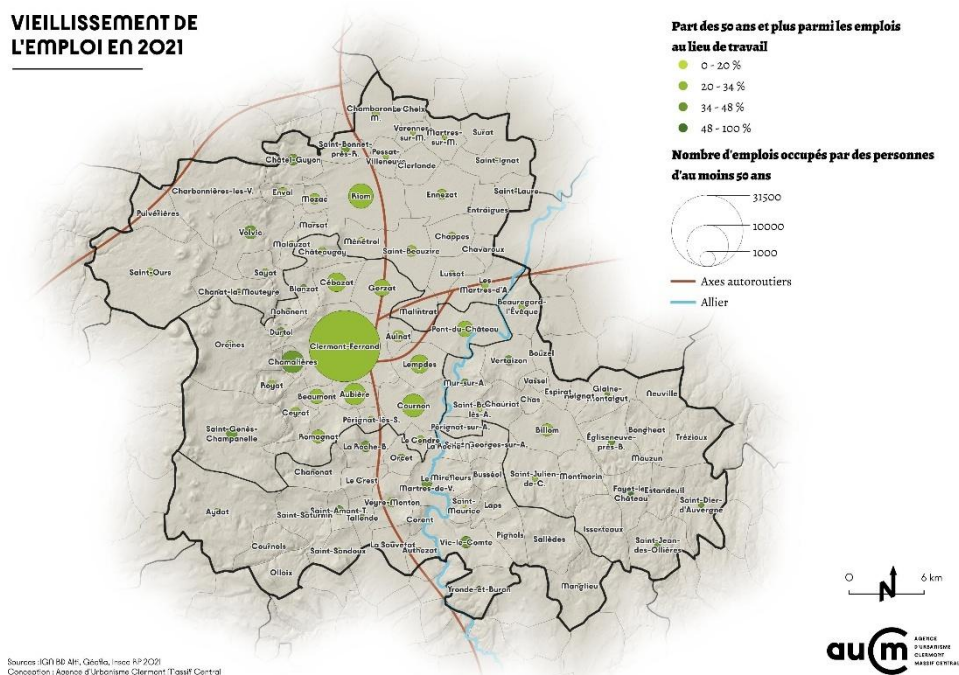 VIEILLISSEMENT DE
L'EMPLOI EN 2021
Part des 50 ans et plus parmi les emplois
au lieu de travail
0 - 20 %
20 - 34 %
34 - 48 %
48 - 100 %
Nombre d'emplois occupés par des personnes
d'au moins 50 ans
31500
10000
1000
Axes autoroutiers
Allier
Chambaron
M.
Le Cheix
Varennes-
sur-M.
Martres-
sur-M.
Surat
Saint-Bonnet-
près-R.
Pessat-
Villeneuve
Clerlande
Saint-Ignat
Châtel-Guyon
Charbonnières-les-V.
Enval
Mozac
Riom
Ennezat
Saint-Laure
Entraigues
Pulvérières
Marsat
Volvic
Malauzat
Ménétrol
Chappes
Châteaugay
Saint-Beauzire
Chavaroux
Saint-Ours
Sayat
Lussat
Chanat-la-Mouteyre
Blanzat
Cébazat
Gerzat
Les
Martres-d'A.
Nohanent
Malintrat
Beauregard-
l'Évêque
Durtol
Aulnat
Pont-du-Château
Orcines
Clermont-Ferrand
Chamalières
Lempdes
Vertaizon
Bouzel
Royat
Mur-sur-A.
Vassel
Espirat
Reignat
Glaine-
Montaigut
Neuville
Beaumont
Aubière
Cournon
Chauriat
Chas
Ceyrat
Pérignat-lès-S.
Pérignat-sur-A.
Saint-Genès-
Champanelle
Romagnat
Le Cendre
Billom
Bongheat
Trézioux
La Roche-B.
Orcet
Égliseneuve-
près-B.
Mauzun
Chanonat
Le Crest
Mirefleurs
Martres-de-V.
Busséol
Saint-Julien-
de-C.
Montmorin
Fayet-le-
Château
Estandeuil
Saint-Dier-
d'Auvergne
Aydat
Saint-Saturnin
Saint-Amant-T.
Tallende
Veyre-Monton
Corent
Saint-
Maurice
Laps
Pignols
Sallèdes
Isserteaux
Saint-Jean-
des-Ollières
Cournols
Saint-Sandoux
La Sauvetat
Authezat
Vic-le-Comte
Olloix
Yronde-et-Buron
Manglieu
0
N
6 km
Sources : IGN BD Alti, Géofla, Insee RP 2021
Conception : Agence d'Urbanisme Clermont Massif Central
auCm
AGENCE
D'URBANISME
CLERMONT
MASSIF CENTRAL